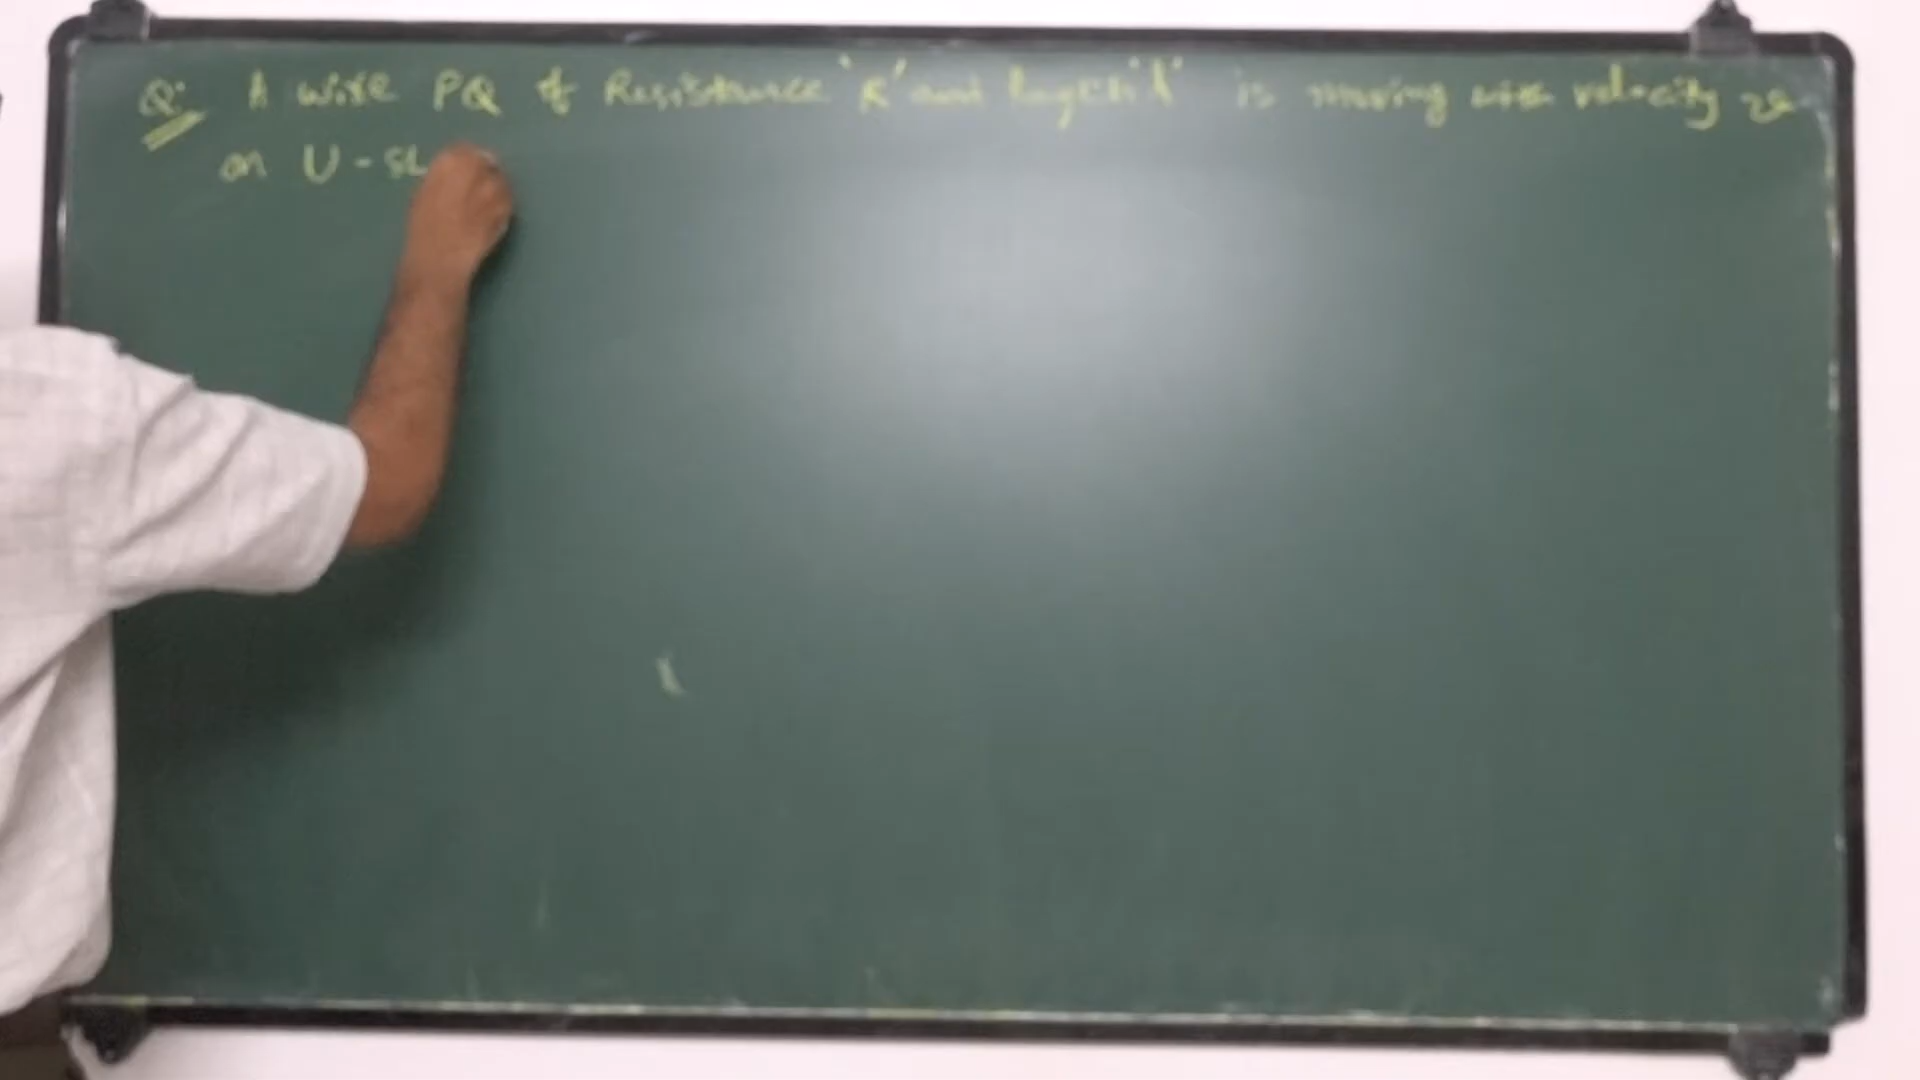 Q. A wire PQ of Resistance 'R' and length 'l' is moving with velocity v
on U-sh